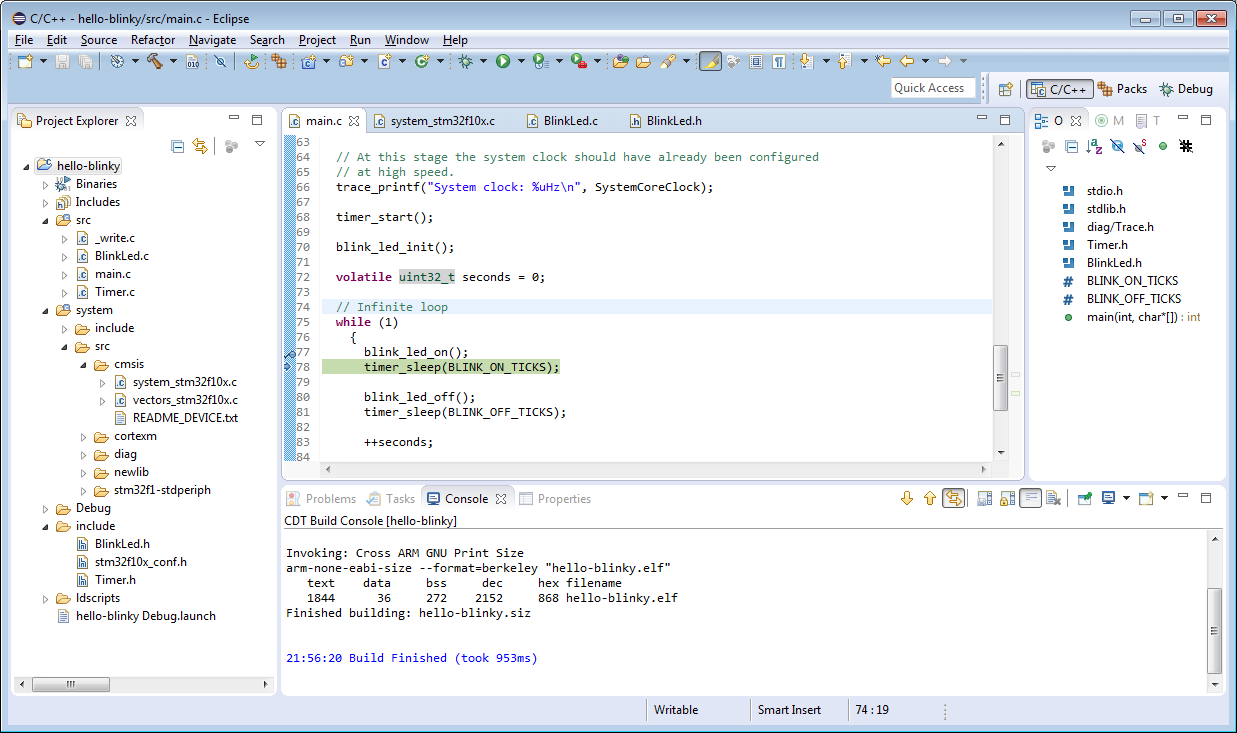 C/C++ - hello-blinky/src/main.c - Eclipse
File Edit Source Refactor Navigate Search Project Run Window Help
010
Quick Access
C/C++ Packs Debug
Project Explorer
hello-blinky
Binaries
Includes
src
_write.c
BlinkLed.c
main.c
Timer.c
system
include
src
cmsis
system_stm32f10x.c
vectors_stm32f10x.c
README_DEVICE.txt
cortexm
diag
newlib
stm32f1-stdperiph
Debug
include
BlinkLed.h
stm32f10x_conf.h
Timer.h
ldscripts
hello-blinky Debug.launch
main.c system_stm32f10x.c BlinkLed.c BlinkLed.h
63
64 // At this stage the system clock should have already been configured
65 // at high speed.
66 trace_printf("System clock: %uHz\n", SystemCoreClock);
67
68 timer_start();
69
70 blink_led_init();
71
72 volatile uint32_t seconds = 0;
73
74 // Infinite loop
75 while (1)
76 {
77 blink_led_on();
78 timer_sleep(BLINK_ON_TICKS);
79
80 blink_led_off();
81 timer_sleep(BLINK_OFF_TICKS);
82
83 ++seconds;
84
O M T
stdio.h
stdlib.h
diag/Trace.h
Timer.h
BlinkLed.h
# BLINK_ON_TICKS
# BLINK_OFF_TICKS
main(int, char*[]) : int
Problems Tasks Console Properties
CDT Build Console [hello-blinky]
Invoking: Cross ARM GNU Print Size
arm-none-eabi-size --format=berkeley "hello-blinky.elf"
text data bss dec hex filename
1844 36 272 2152 868 hello-blinky.elf
Finished building: hello-blinky.siz
21:56:20 Build Finished (took 953ms)
Writable Smart Insert 74 : 19